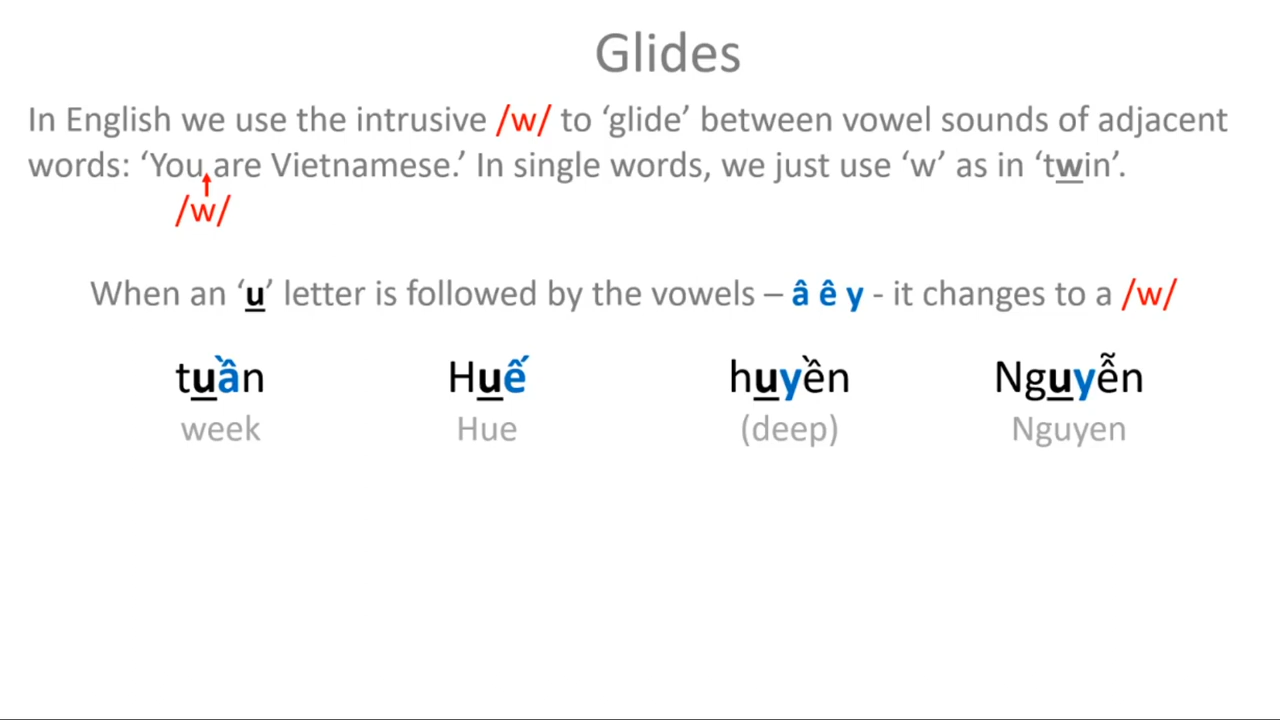 Glides
In English we use the intrusive /w/ to ‘glide’ between vowel sounds of adjacent
words: ‘You are Vietnamese.’ In single words, we just use ‘w’ as in ‘twin’.
/w/
When an ‘u’ letter is followed by the vowels – â ê y - it changes to a /w/
tuần Huế huyền Nguyễn
week Hue (deep) Nguyen